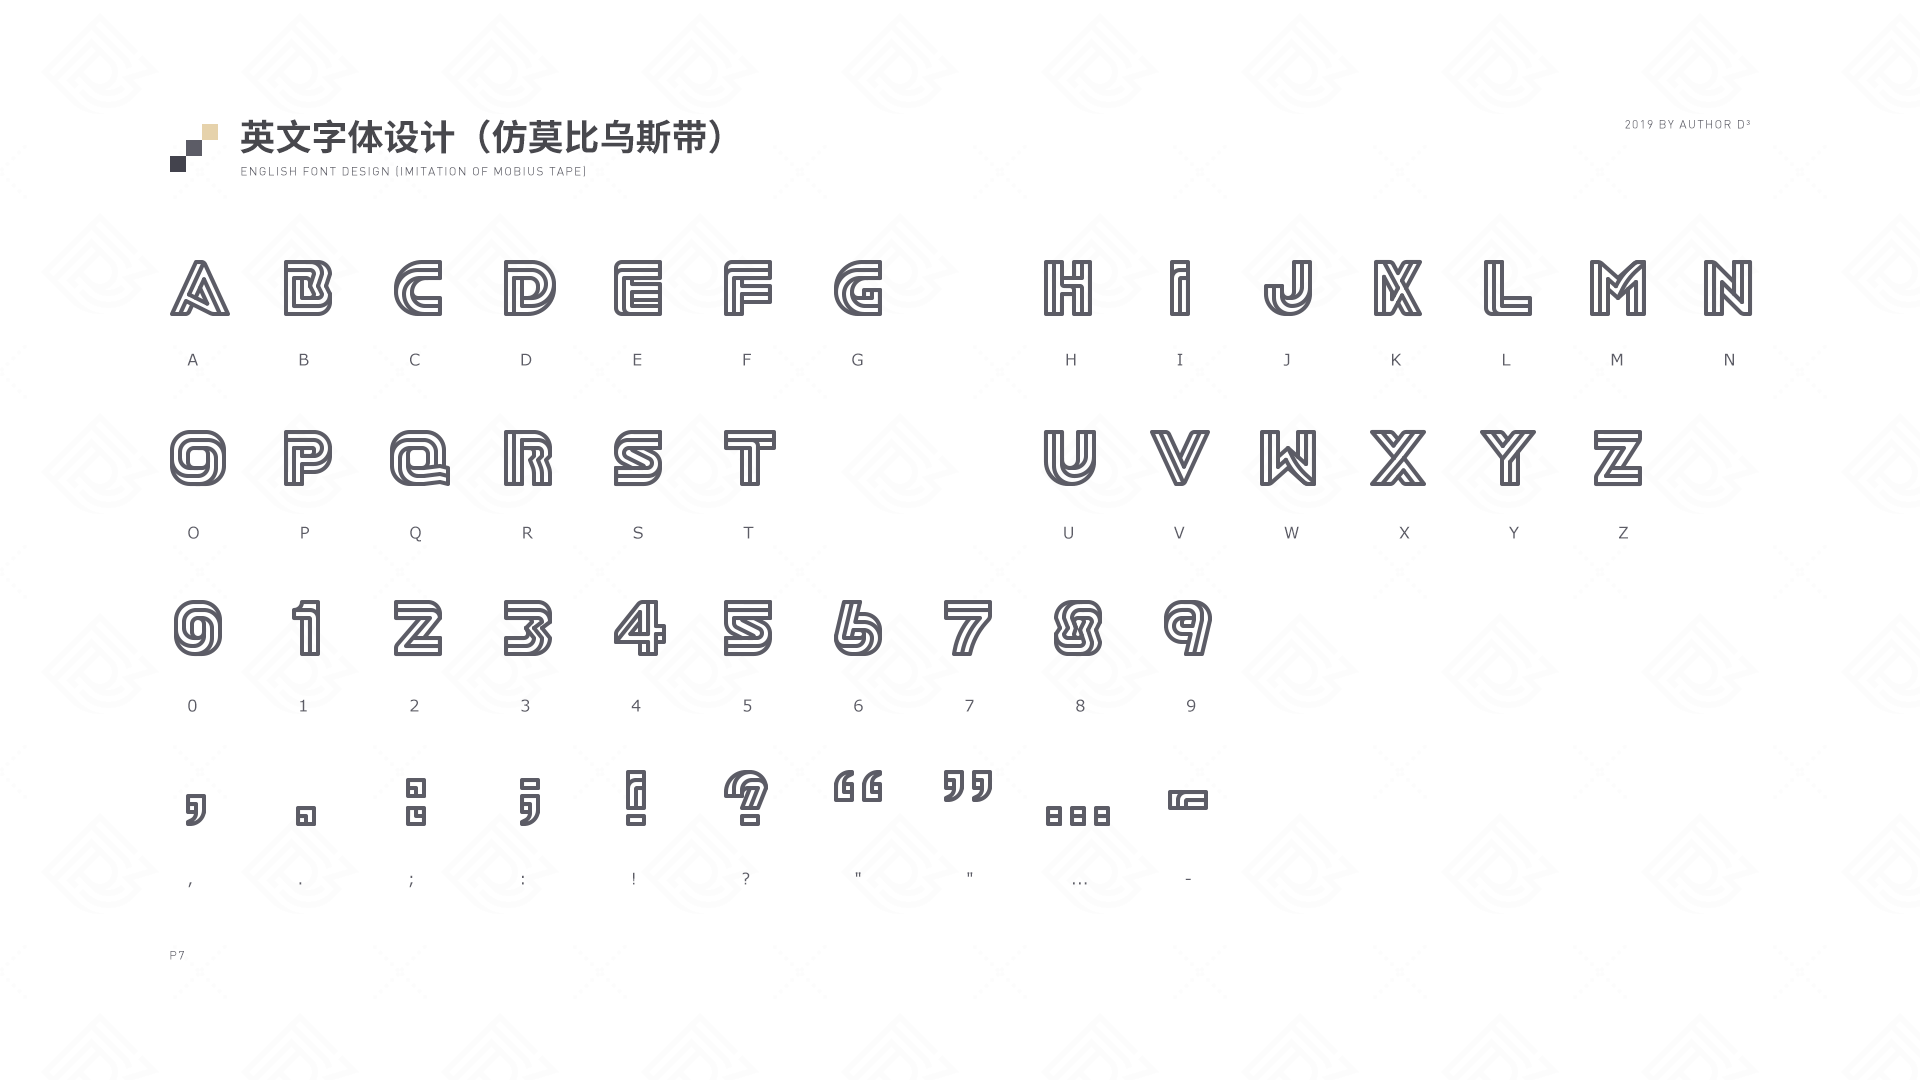 英文字体设计（仿莫比乌斯带）
2019 BY AUTHOR D³
ENGLISH FONT DESIGN (IMITATION OF MOBIUS TAPE)
A B C D E F G H I J K L M N
A B C D E F G H I J K L M N
O P Q R S T U V W X Y Z
O P Q R S T U V W X Y Z
0 1 2 3 4 5 6 7 8 9
0 1 2 3 4 5 6 7 8 9
, . : ; ! ? “ ” … -
, . ; : ! ? " " ... -
P7